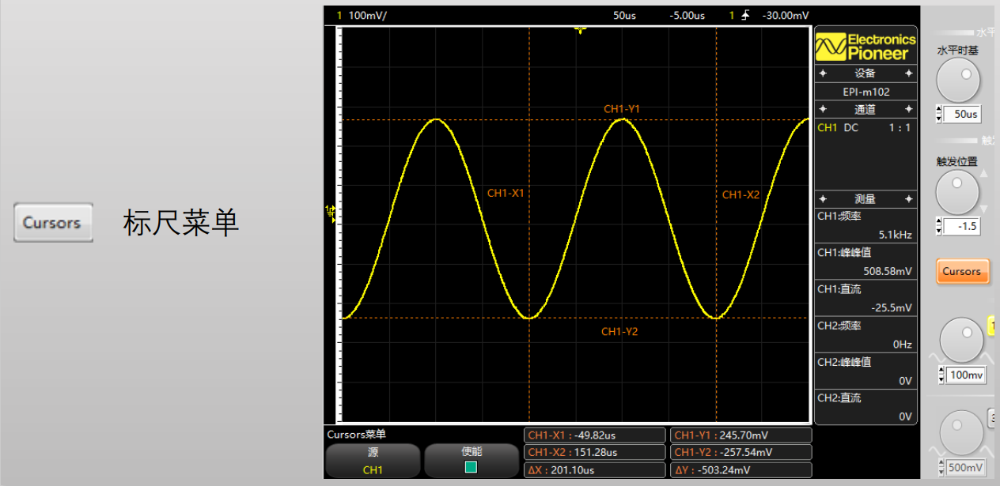 1 100mV/ 50us -5.00us 1 -30.00mV
Electronics
Pioneer
设备
EPI-m102
通道
CH1 DC 1 : 1
测量
CH1:频率
5.1kHz
CH1:峰峰值
508.58mV
CH1:直流
-25.5mV
CH2:频率
0Hz
CH2:峰峰值
0V
CH2:直流
0V
CH1-Y1
CH1-X1
CH1-X2
CH1-Y2
Cursors
标尺菜单
Cursors菜单
源
CH1
使能
CH1-X1 : -49.82us
CH1-Y1 : 245.70mV
CH1-X2 : 151.28us
CH1-Y2 : -257.54mV
ΔX : 201.10us
ΔY : -503.24mV
水平
水平时基
50us
触发位置
-1.5
Cursors
1
100mv
500mV